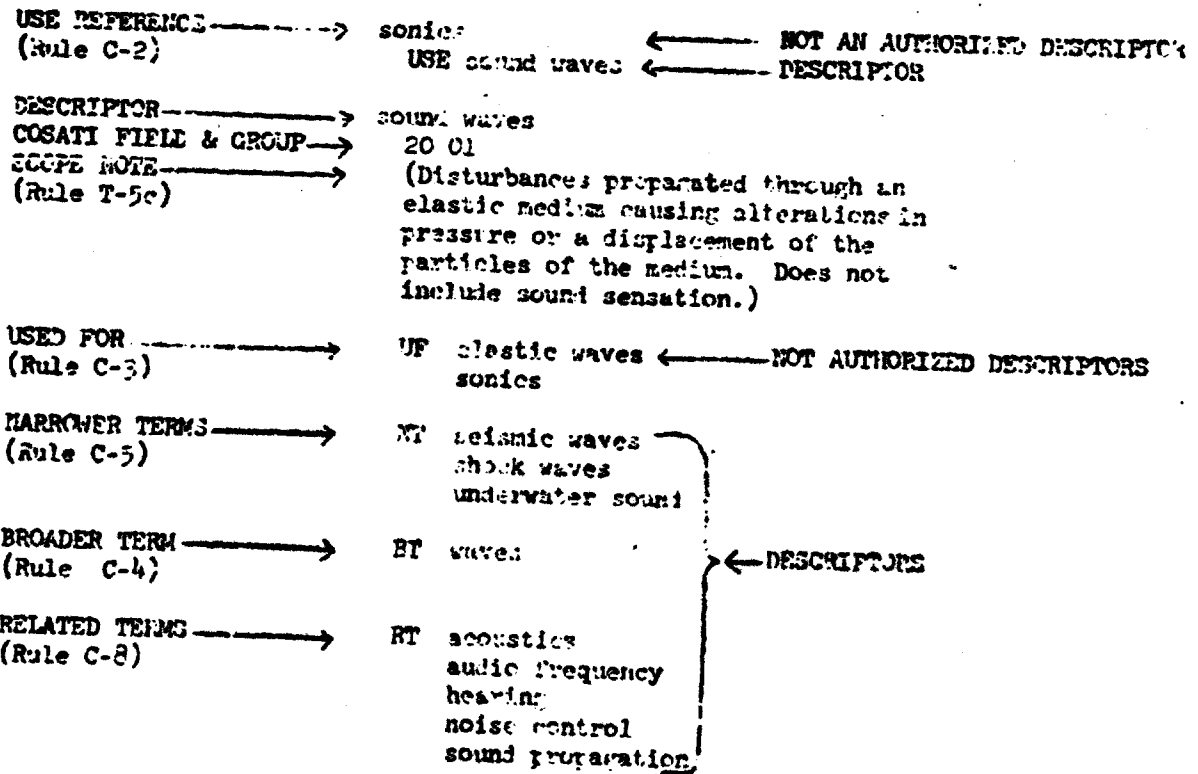 USE REFERENCE sonics NOT AN AUTHORIZED DESCRIPTOR
(Rule C-2) USE sound waves DESCRIPTOR
DESCRIPTOR sound waves
COSATI FIELD & GROUP 20 01
SCOPE NOTE (Disturbances propagated through an
(Rule T-5c) elastic medium causing alterations in
pressure or a displacement of the
particles of the medium. Does not
include sound sensation.)
USED FOR UF elastic waves NOT AUTHORIZED DESCRIPTORS
(Rule C-3) sonics
NARROWER TERMS NT seismic waves
(Rule C-5) shock waves
underwater sound
BROADER TERM BT waves DESCRIPTORS
(Rule C-4)
RELATED TERMS RT acoustics
(Rule C-8) audio frequency
hearing
noise control
sound propagation